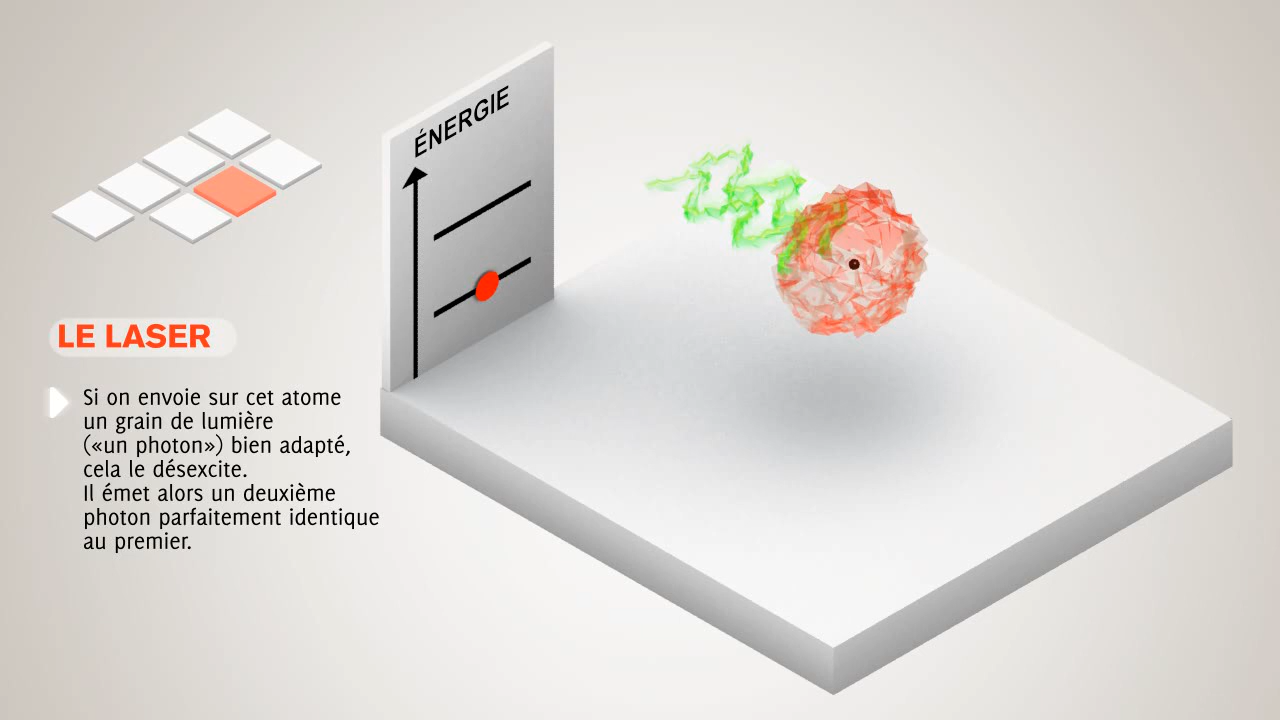 ÉNERGIE
LE LASER
Si on envoie sur cet atome
un grain de lumière
(«un photon») bien adapté,
cela le désexcite.
Il émet alors un deuxième
photon parfaitement identique
au premier.